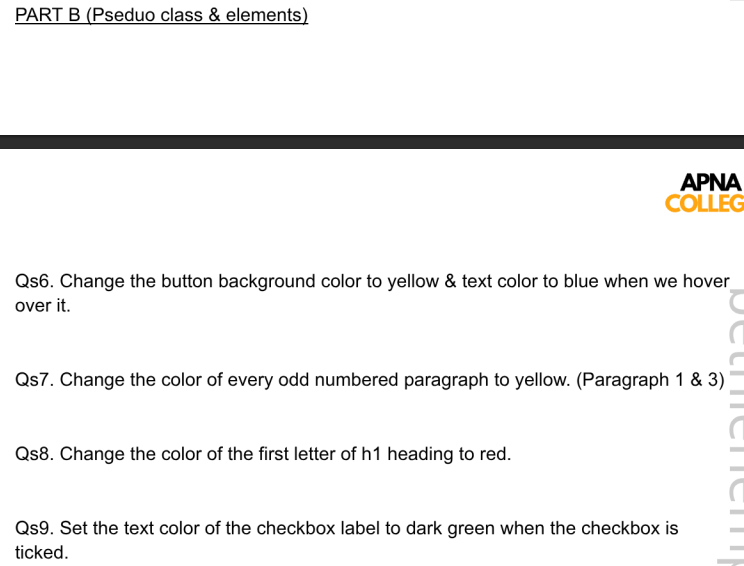 PART B (Pseduo class & elements)
APNA
COLLEG
Qs6. Change the button background color to yellow & text color to blue when we hover
over it.
Qs7. Change the color of every odd numbered paragraph to yellow. (Paragraph 1 & 3)
Qs8. Change the color of the first letter of h1 heading to red.
Qs9. Set the text color of the checkbox label to dark green when the checkbox is
ticked.